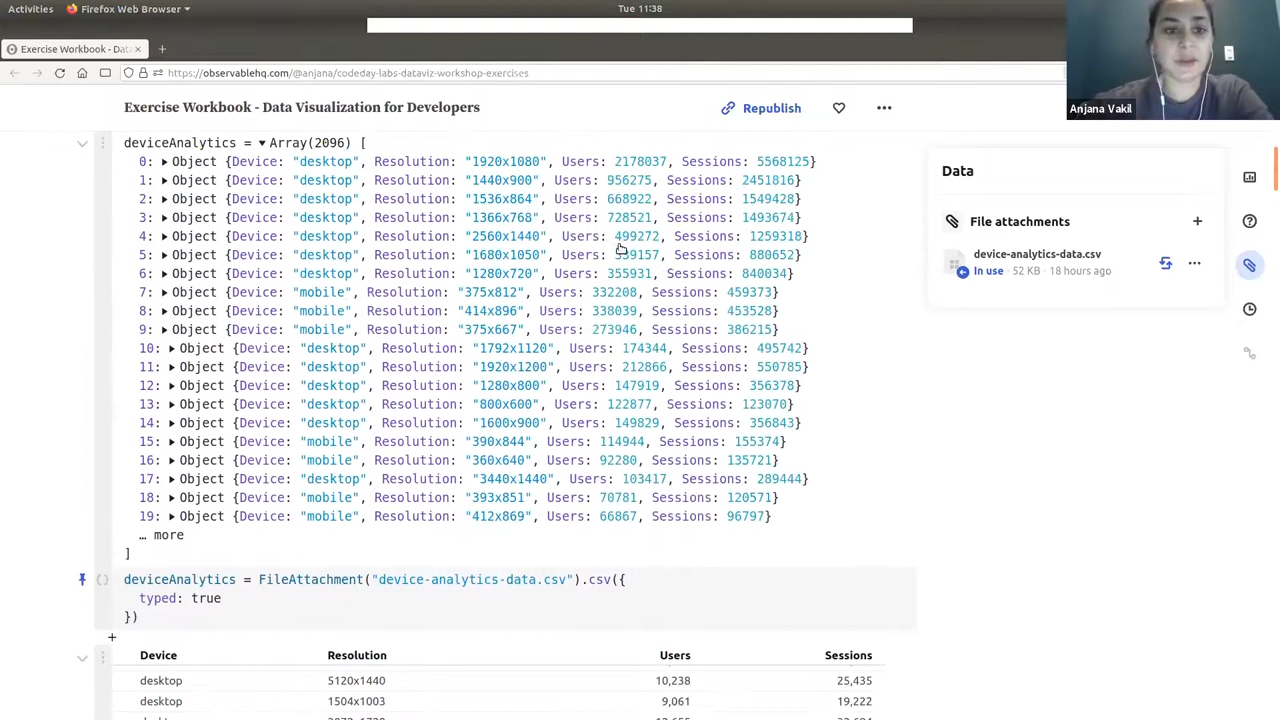 Activities Firefox Web Browser Tue 11:38
Exercise Workbook - Dat
https://observablehq.com/@anjana/codeday-labs-dataviz-workshop-exercises
Anjana Vakil
Exercise Workbook - Data Visualization for Developers Republish
deviceAnalytics = Array(2096) [
0: Object {Device: "desktop", Resolution: "1920x1080", Users: 2178037, Sessions: 5568125}
1: Object {Device: "desktop", Resolution: "1440x900", Users: 956275, Sessions: 2451816}
2: Object {Device: "desktop", Resolution: "1536x864", Users: 668922, Sessions: 1549428}
3: Object {Device: "desktop", Resolution: "1366x768", Users: 728521, Sessions: 1493674}
4: Object {Device: "desktop", Resolution: "2560x1440", Users: 499272, Sessions: 1259318}
5: Object {Device: "desktop", Resolution: "1680x1050", Users: Sessions: 880652}
6: Object {Device: "desktop", Resolution: "1280x720", Users: 355931, Sessions: 840034}
7: Object {Device: "mobile", Resolution: "375x812", Users: 332208, Sessions: 459373}
8: Object {Device: "mobile", Resolution: "414x896", Users: 338039, Sessions: 453528}
9: Object {Device: "mobile", Resolution: "375x667", Users: 273946, Sessions: 386215}
10: Object {Device: "desktop", Resolution: "1792x1120", Users: 174344, Sessions: 495742}
11: Object {Device: "desktop", Resolution: "1920x1200", Users: 212866, Sessions: 550785}
12: Object {Device: "desktop", Resolution: "1280x800", Users: 147919, Sessions: 356378}
13: Object {Device: "desktop", Resolution: "800x600", Users: 122877, Sessions: 123070}
14: Object {Device: "desktop", Resolution: "1600x900", Users: 149829, Sessions: 356843}
15: Object {Device: "mobile", Resolution: "390x844", Users: 114944, Sessions: 155374}
16: Object {Device: "mobile", Resolution: "360x640", Users: 92280, Sessions: 135721}
17: Object {Device: "desktop", Resolution: "3440x1440", Users: 103417, Sessions: 289444}
18: Object {Device: "mobile", Resolution: "393x851", Users: 70781, Sessions: 120571}
19: Object {Device: "mobile", Resolution: "412x869", Users: 66867, Sessions: 96797}
… more
]
deviceAnalytics = FileAttachment("device-analytics-data.csv").csv({
typed: true
})
Device Resolution Users Sessions
desktop 5120x1440 10,238 25,435
desktop 1504x1003 9,061 19,222
Data
File attachments
device-analytics-data.csv
In use · 52 KB · 18 hours ago